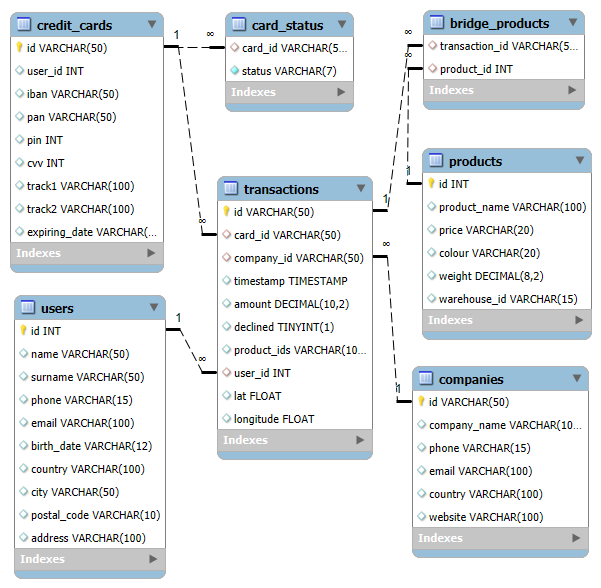 credit_cards
id VARCHAR(50)
user_id INT
iban VARCHAR(50)
pan VARCHAR(50)
pin INT
cvv INT
track1 VARCHAR(100)
track2 VARCHAR(100)
expiring_date VARCHAR(...
Indexes
card_status
card_id VARCHAR(5...
status VARCHAR(7)
Indexes
bridge_products
transaction_id VARCHAR(5...
product_id INT
Indexes
products
id INT
product_name VARCHAR(100)
price VARCHAR(20)
colour VARCHAR(20)
weight DECIMAL(8,2)
warehouse_id VARCHAR(15)
Indexes
transactions
id VARCHAR(50)
card_id VARCHAR(50)
company_id VARCHAR(50)
timestamp TIMESTAMP
amount DECIMAL(10,2)
declined TINYINT(1)
product_ids VARCHAR(10...
user_id INT
lat FLOAT
longitude FLOAT
Indexes
users
id INT
name VARCHAR(50)
surname VARCHAR(50)
phone VARCHAR(15)
email VARCHAR(100)
birth_date VARCHAR(12)
country VARCHAR(100)
city VARCHAR(50)
postal_code VARCHAR(10)
address VARCHAR(100)
Indexes
companies
id VARCHAR(50)
company_name VARCHAR(10...
phone VARCHAR(15)
email VARCHAR(100)
country VARCHAR(100)
website VARCHAR(100)
Indexes
1
∞
∞
1
∞
∞
1
1
∞
∞
1